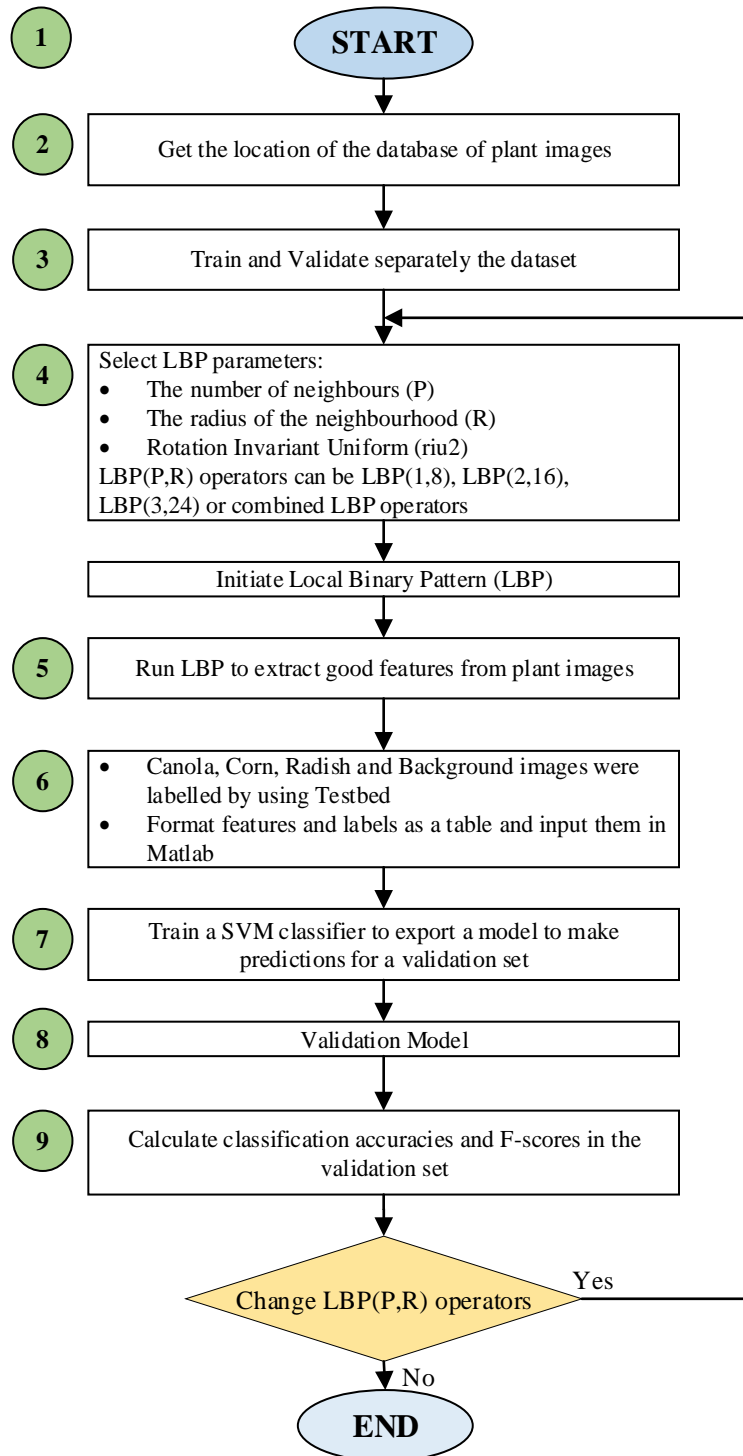 1
START
2
Get the location of the database of plant images
3
Train and Validate separately the dataset
4
Select LBP parameters:
• The number of neighbours (P)
• The radius of the neighbourhood (R)
• Rotation Invariant Uniform (riu2)
LBP(P,R) operators can be LBP(1,8), LBP(2,16),
LBP(3,24) or combined LBP operators
Initiate Local Binary Pattern (LBP)
5
Run LBP to extract good features from plant images
6
• Canola, Corn, Radish and Background images were
labelled by using Testbed
• Format features and labels as a table and input them in
Matlab
7
Train a SVM classifier to export a model to make
predictions for a validation set
8
Validation Model
9
Calculate classification accuracies and F-scores in the
validation set
Change LBP(P,R) operators
Yes
No
END